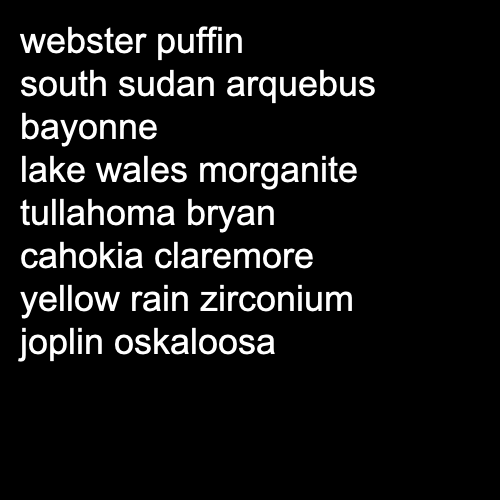 webster puffin
south sudan arquebus
bayonne
lake wales morganite
tullahoma bryan
cahokia claremore
yellow rain zirconium
joplin oskaloosa